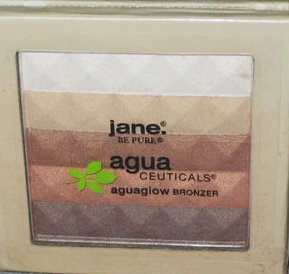 jane.®
BE PURE®
agua
CEUTICALS®
aguaglow BRONZER